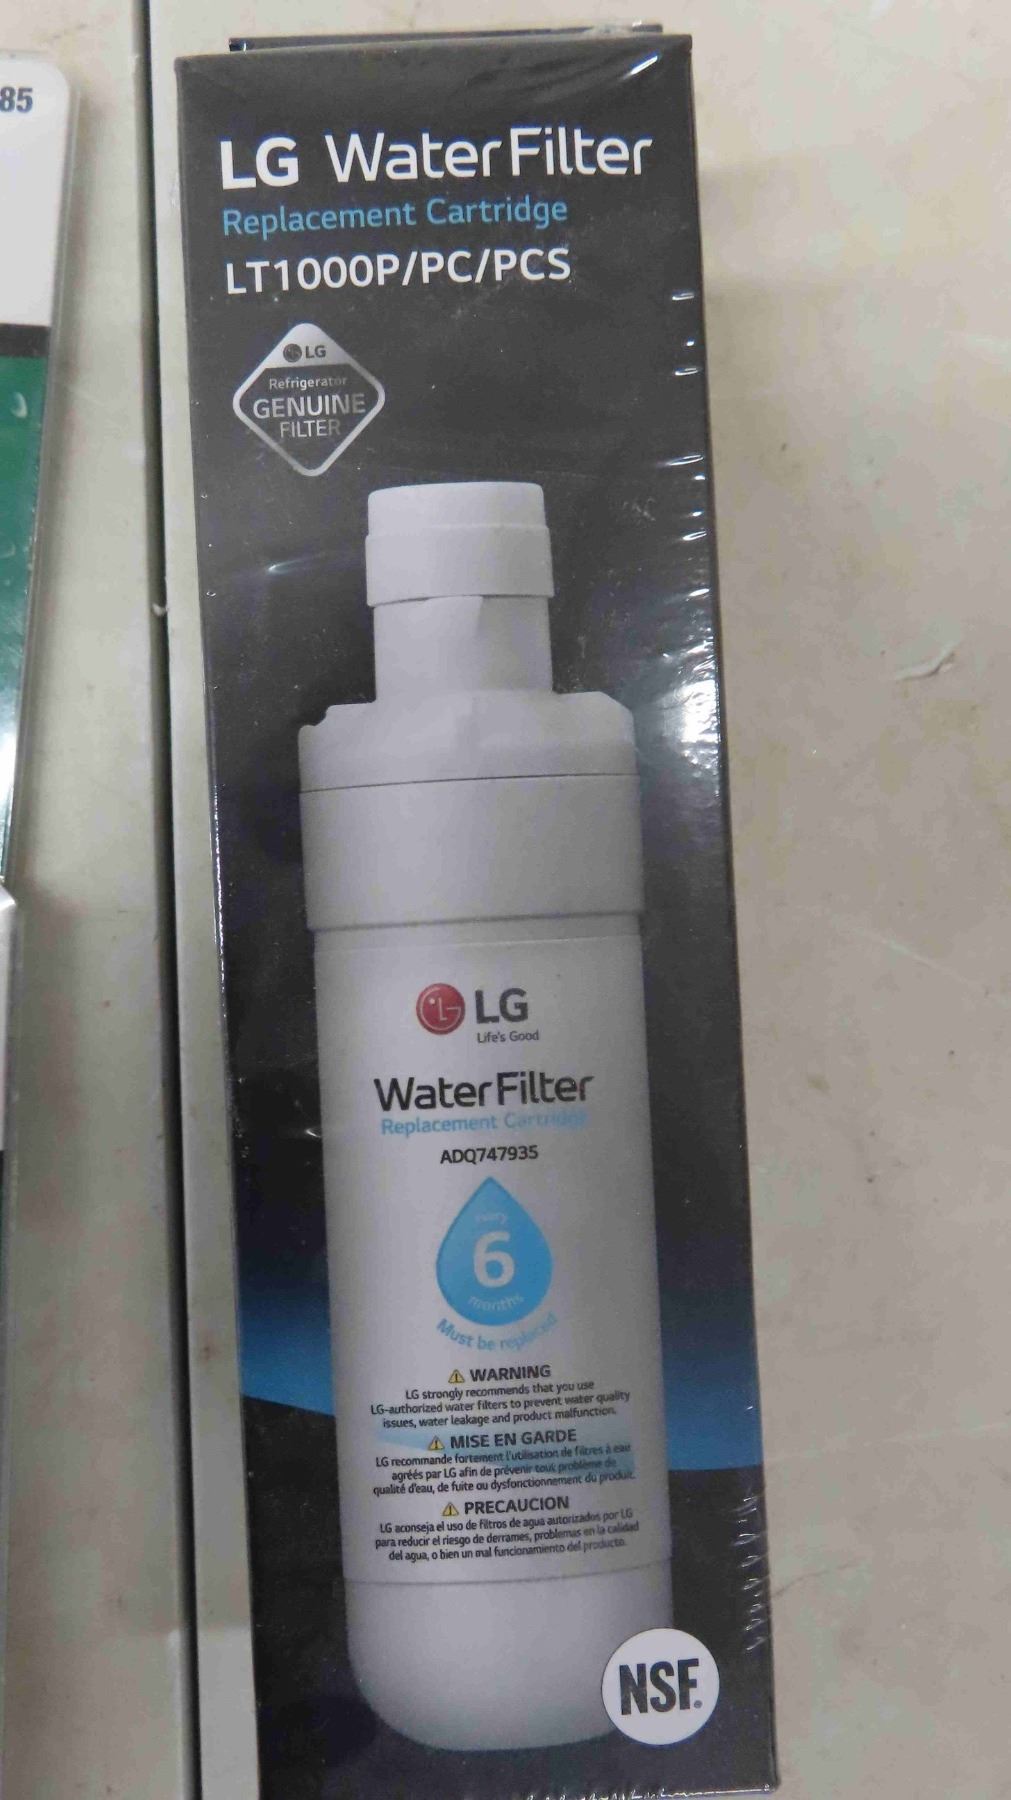 85
LG Water Filter
Replacement Cartridge
LT1000P/PC/PCS
LG
Refrigerator
GENUINE
FILTER
LG
Life's Good
Water Filter
Replacement Cartridge
ADQ747935
every
6
months
Must be replaced
WARNING
LG strongly recommends that you use
LG-authorized water filters to prevent water quality
issues, water leakage and product malfunction.
MISE EN GARDE
LG recommande fortement l'utilisation de filtres à eau
agréés par LG afin de prévenir tout problème de
qualité d'eau, de fuite ou dysfonctionnement du produit.
PRECAUCION
LG aconseja el uso de filtros de agua autorizados por LG
para reducir el riesgo de derrames, problemas en la calidad
del agua, o bien un mal funcionamiento del producto.
NSF®